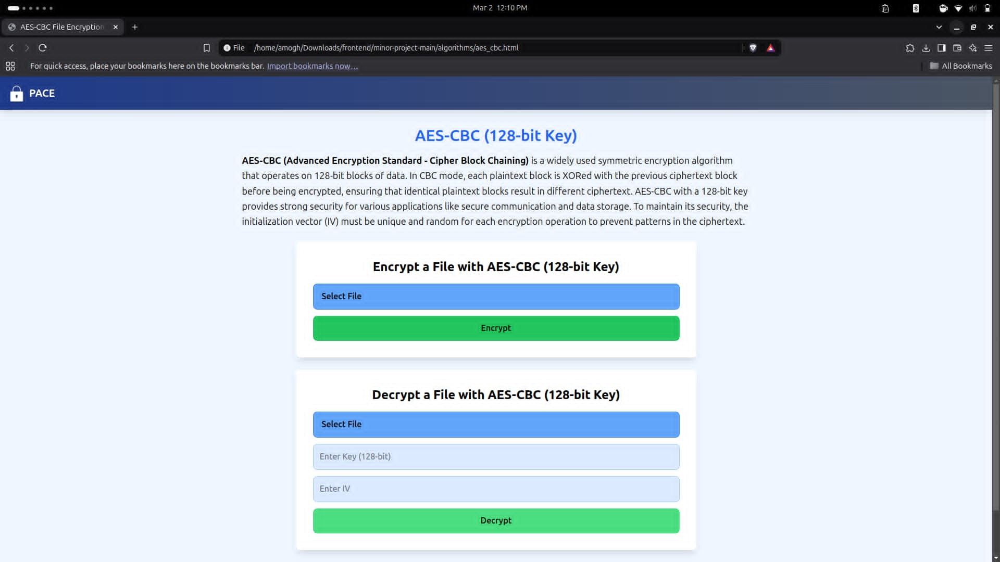 Mar 2 12:10 PM
AES-CBC File Encryption
File /home/amogh/Downloads/frontend/minor-project-main/algorithms/aes_cbc.html
For quick access, place your bookmarks here on the bookmarks bar. Import bookmarks now...
All Bookmarks
PACE
AES-CBC (128-bit Key)
AES-CBC (Advanced Encryption Standard - Cipher Block Chaining) is a widely used symmetric encryption algorithm
that operates on 128-bit blocks of data. In CBC mode, each plaintext block is XORed with the previous ciphertext block
before being encrypted, ensuring that identical plaintext blocks result in different ciphertext. AES-CBC with a 128-bit key
provides strong security for various applications like secure communication and data storage. To maintain its security, the
initialization vector (IV) must be unique and random for each encryption operation to prevent patterns in the ciphertext.
Encrypt a File with AES-CBC (128-bit Key)
Select File
Encrypt
Decrypt a File with AES-CBC (128-bit Key)
Select File
Enter Key (128-bit)
Enter IV
Decrypt